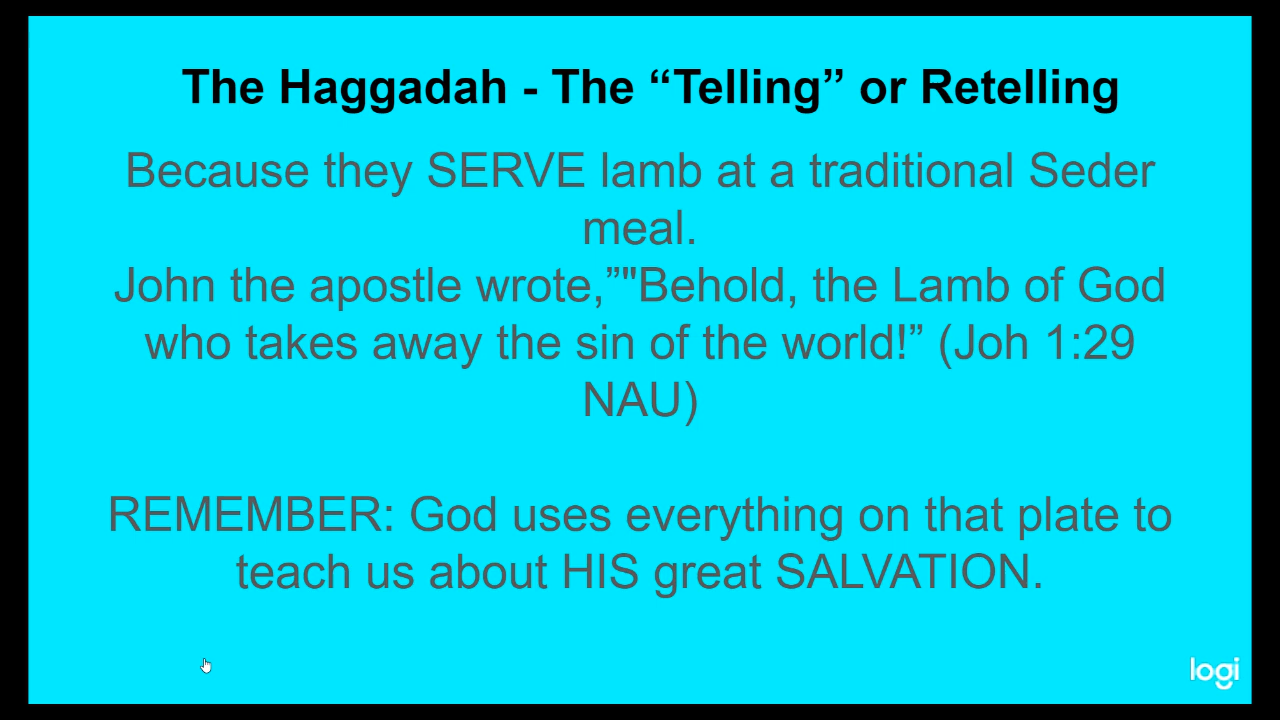 The Haggadah - The “Telling” or Retelling
Because they SERVE lamb at a traditional Seder
meal.
John the apostle wrote,”"Behold, the Lamb of God
who takes away the sin of the world!” (Joh 1:29
NAU)
REMEMBER: God uses everything on that plate to
teach us about HIS great SALVATION.
logi